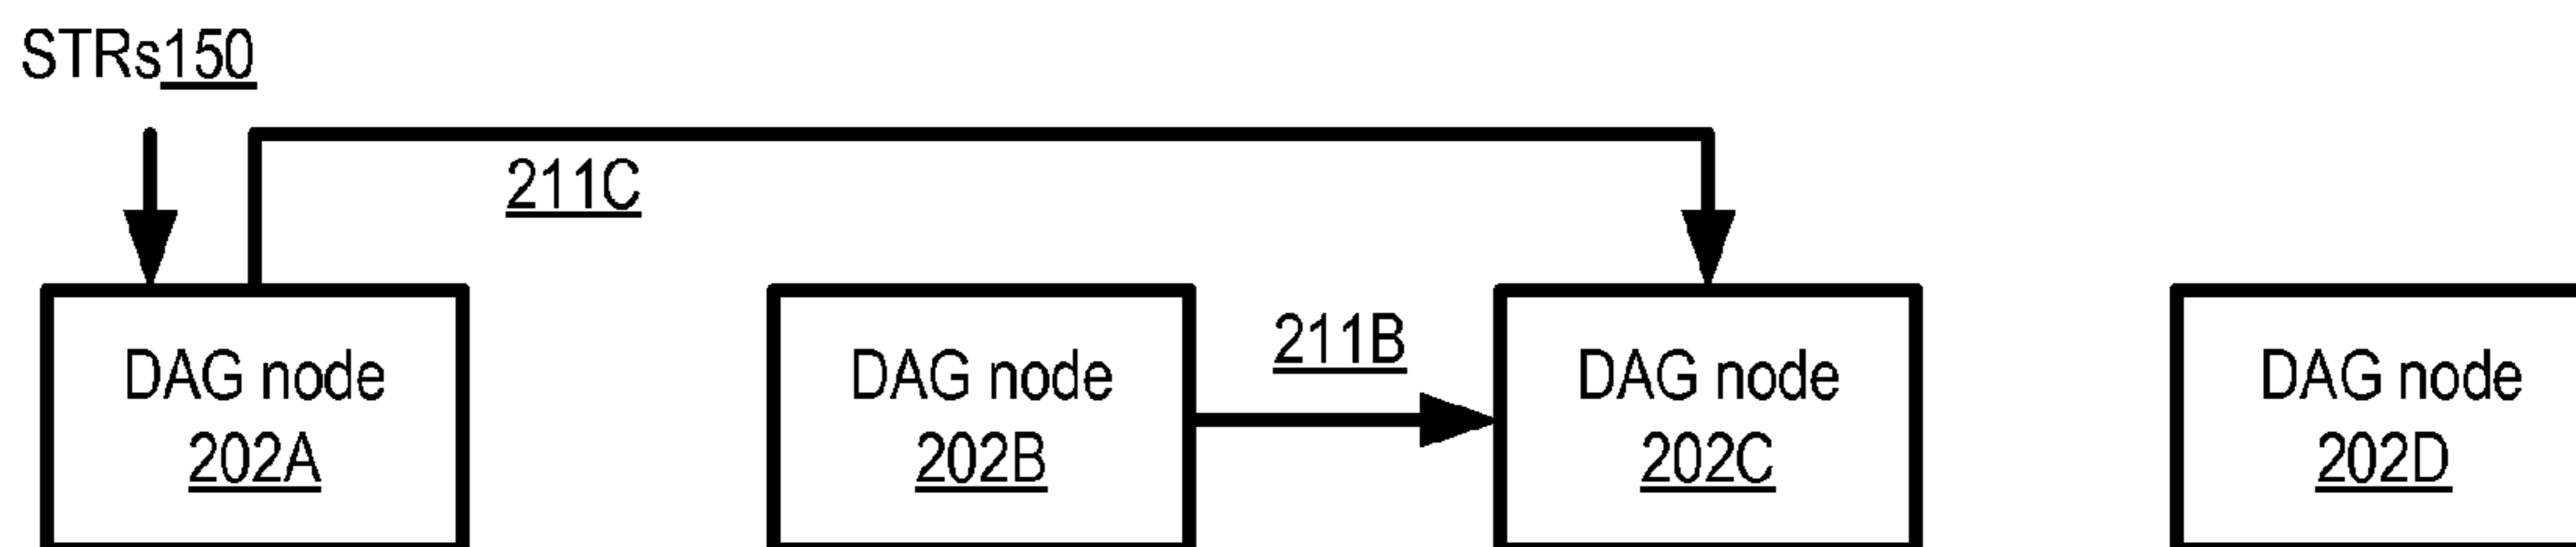 STRs150
211C
211B
DAG node
202A
DAG node
202B
DAG node
202C
DAG node
202D